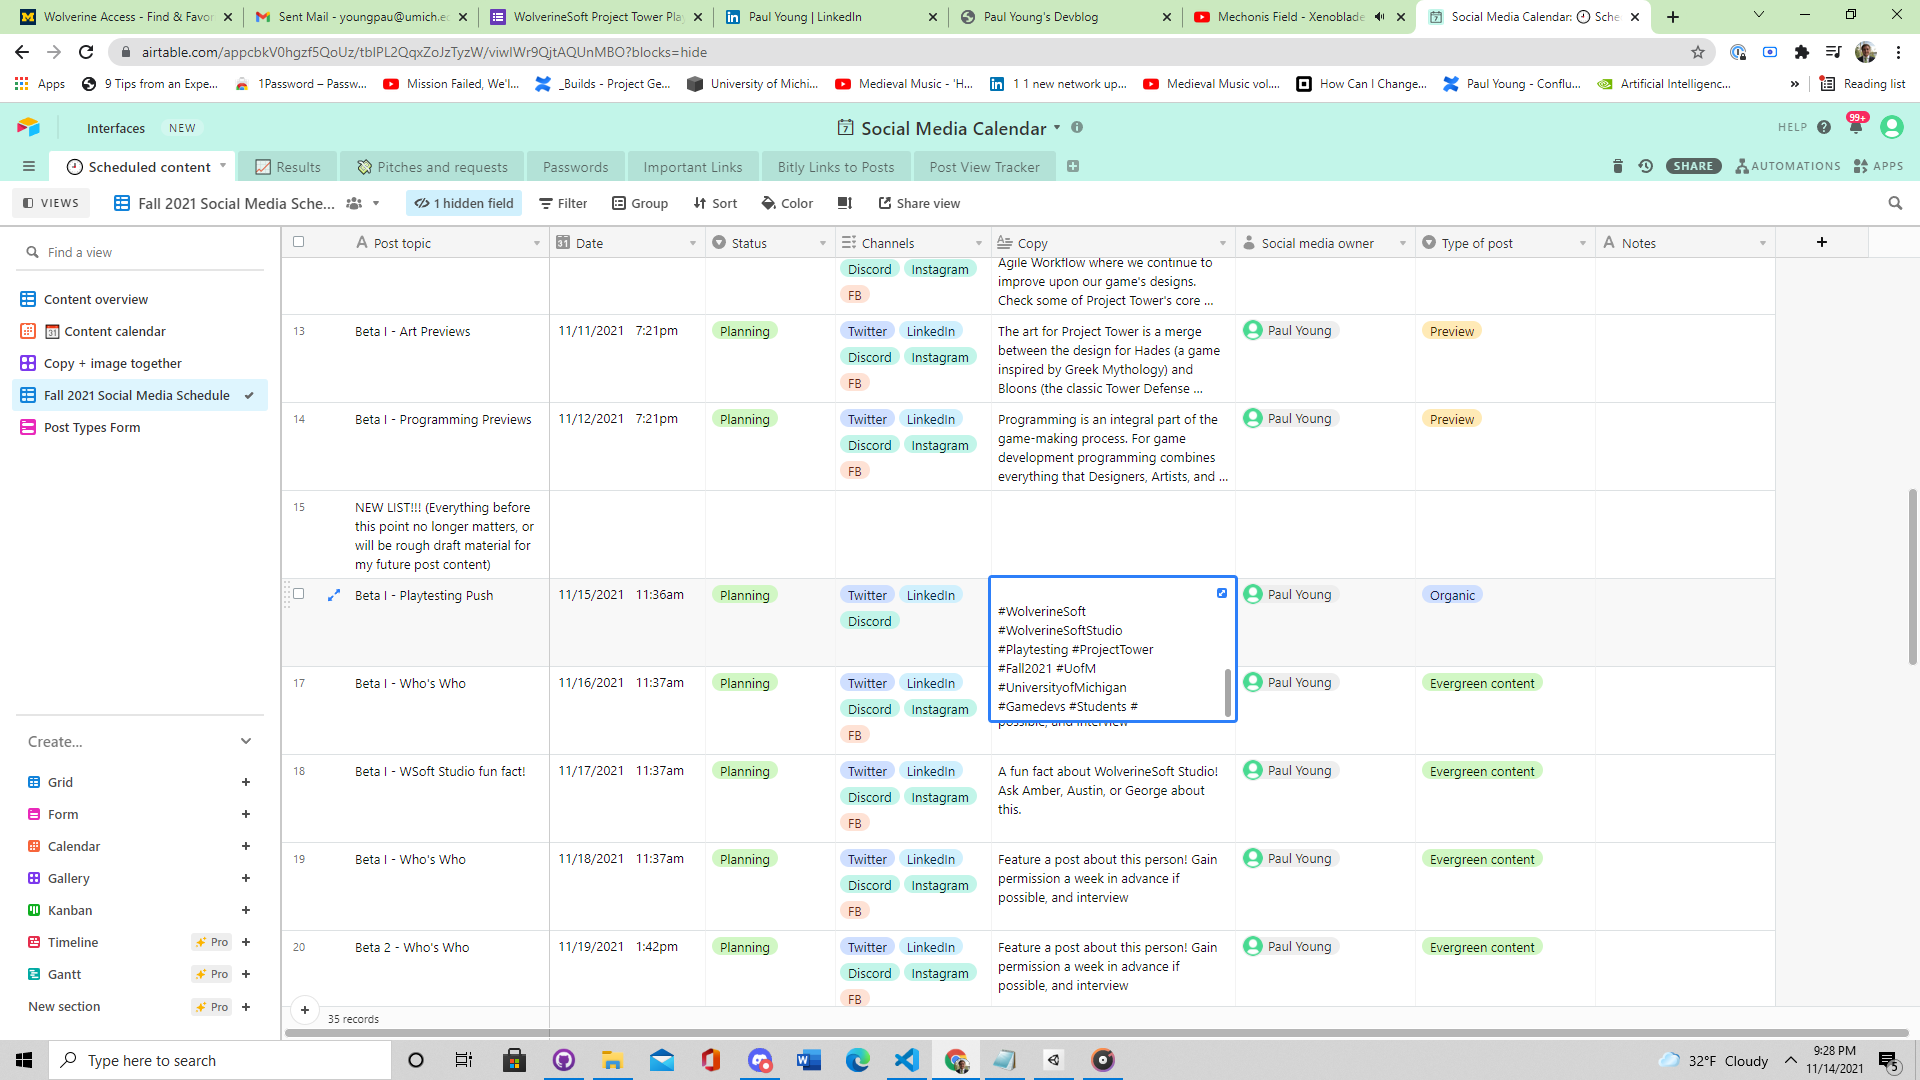 Wolverine Access - Find & Favor
Sent Mail - youngpau@umich.ec
WolverineSoft Project Tower Play
Paul Young | LinkedIn
Paul Young's Devblog
Mechonis Field - Xenoblade
Social Media Calendar: Sche
airtable.com/appcbkV0hgzf5QoUz/tblPL2QqxZoJzTyzW/viwIWr9QjtAQUnMBO?blocks=hide
Apps
9 Tips from an Expe...
1Password – Passw...
Mission Failed, We'l...
_Builds - Project Ge...
University of Michi...
Medieval Music - 'H...
1 1 new network up...
Medieval Music vol....
How Can I Change...
Paul Young - Conflu...
Artificial Intelligenc...
»
Reading list
Interfaces
NEW
Social Media Calendar
HELP
99+
Scheduled content
Results
Pitches and requests
Passwords
Important Links
Bitly Links to Posts
Post View Tracker
SHARE
AUTOMATIONS
APPS
VIEWS
Fall 2021 Social Media Sche...
1 hidden field
Filter
Group
Sort
Color
Share view
Find a view
Content overview
Content calendar
Copy + image together
Fall 2021 Social Media Schedule
Post Types Form
Create...
Grid
Form
Calendar
Gallery
Kanban
Timeline
Pro
Gantt
Pro
New section
Pro
Post topic
Date
Status
Channels
Copy
Social media owner
Type of post
Notes
Discord Instagram
FB
Agile Workflow where we continue to
improve upon our game's designs.
Check some of Project Tower's core ...
13
Beta I - Art Previews
11/11/2021 7:21pm
Planning
Twitter LinkedIn
Discord Instagram
FB
The art for Project Tower is a merge
between the design for Hades (a game
inspired by Greek Mythology) and
Bloons (the classic Tower Defense ...
Paul Young
Preview
14
Beta I - Programming Previews
11/12/2021 7:21pm
Planning
Twitter LinkedIn
Discord Instagram
FB
Programming is an integral part of the
game-making process. For game
development programming combines
everything that Designers, Artists, and ...
Paul Young
Preview
15
NEW LIST!!! (Everything before
this point no longer matters, or
will be rough draft material for
my future post content)
Beta I - Playtesting Push
11/15/2021 11:36am
Planning
Twitter LinkedIn
Discord
#WolverineSoft
#WolverineSoftStudio
#Playtesting #ProjectTower
#Fall2021 #UofM
#UniversityofMichigan
#Gamedevs #Students #
Paul Young
Organic
17
Beta I - Who's Who
11/16/2021 11:37am
Planning
Twitter LinkedIn
Discord Instagram
FB
possible, and interview
Paul Young
Evergreen content
18
Beta I - WSoft Studio fun fact!
11/17/2021 11:37am
Planning
Twitter LinkedIn
Discord Instagram
FB
A fun fact about WolverineSoft Studio!
Ask Amber, Austin, or George about
this.
Paul Young
Evergreen content
19
Beta I - Who's Who
11/18/2021 11:37am
Planning
Twitter LinkedIn
Discord Instagram
FB
Feature a post about this person! Gain
permission a week in advance if
possible, and interview
Paul Young
Evergreen content
20
Beta 2 - Who's Who
11/19/2021 1:42pm
Planning
Twitter LinkedIn
Discord Instagram
FB
Feature a post about this person! Gain
permission a week in advance if
possible, and interview
Paul Young
Evergreen content
35 records
Type here to search
32°F Cloudy
9:28 PM
11/14/2021
5